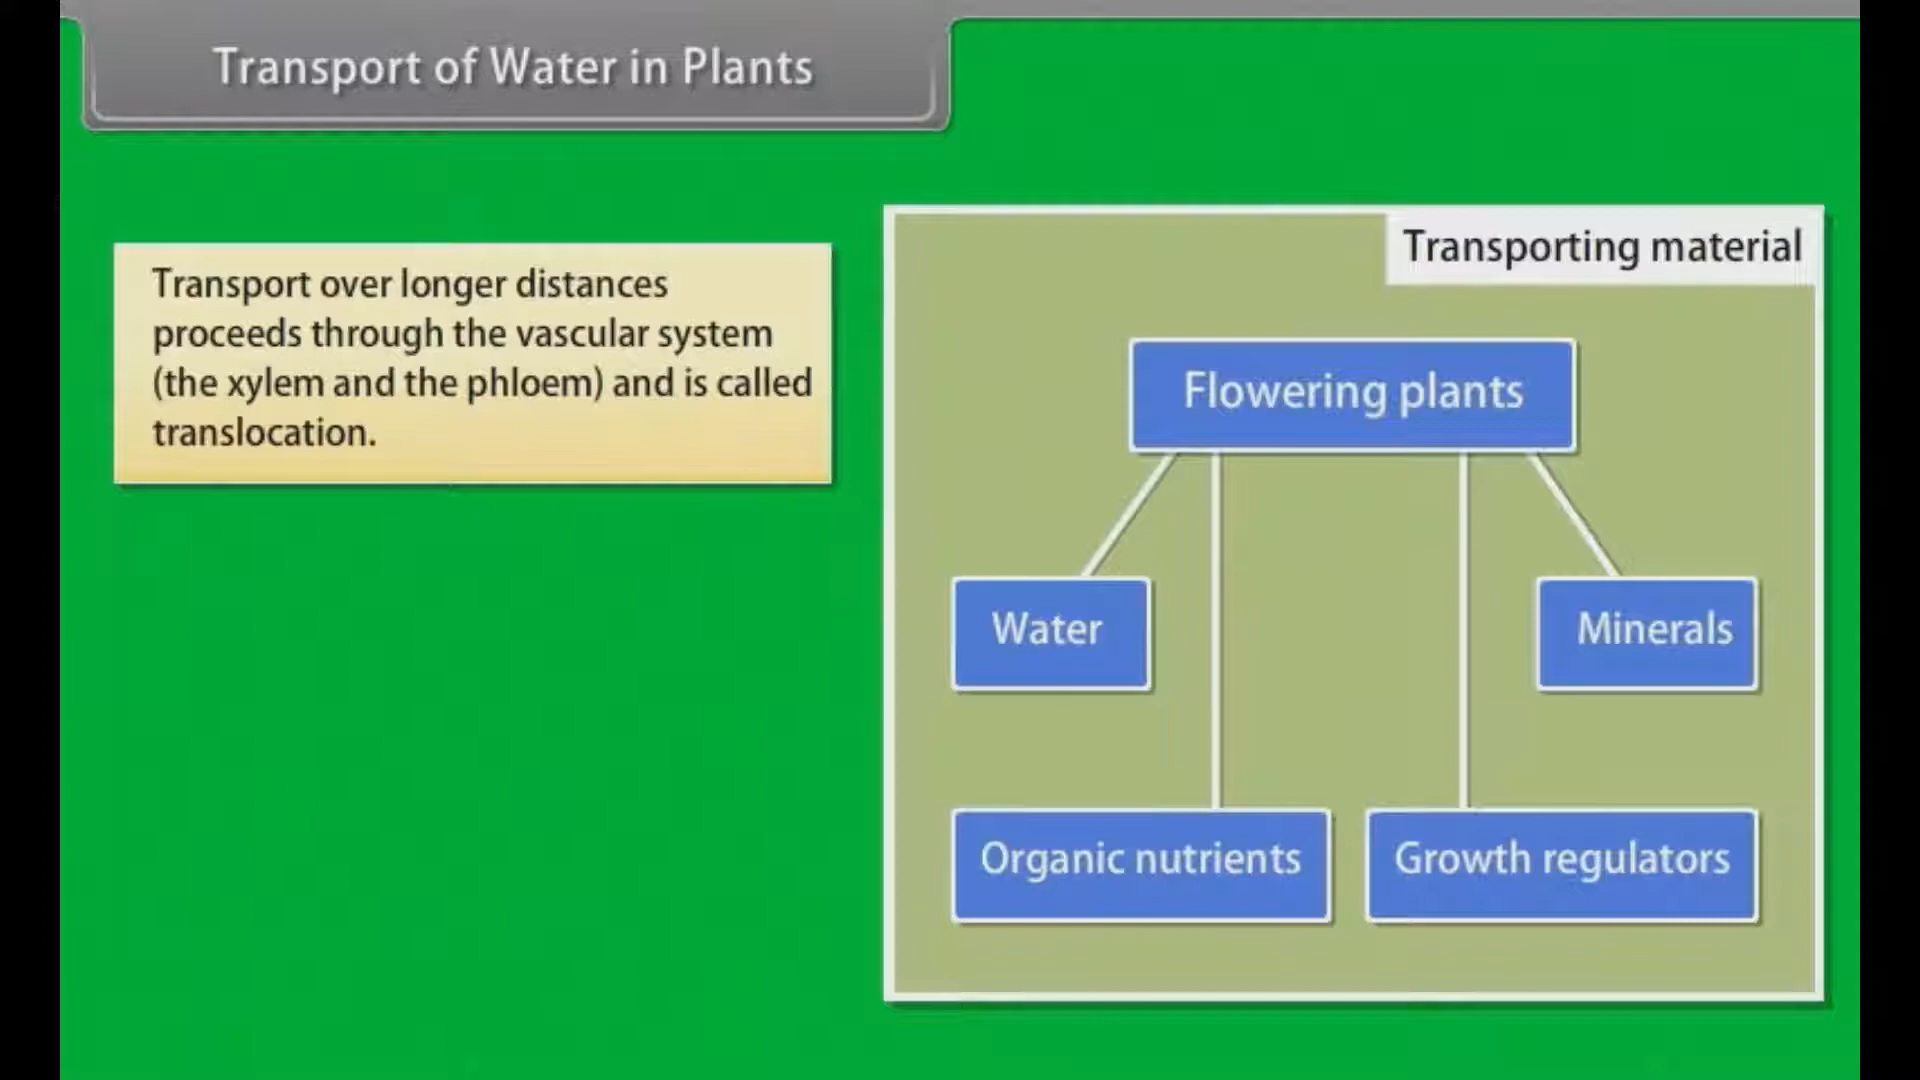 Transport of Water in Plants
Transport over longer distances
proceeds through the vascular system
(the xylem and the phloem) and is called
translocation.
Transporting material
Flowering plants
Water
Minerals
Organic nutrients
Growth regulators